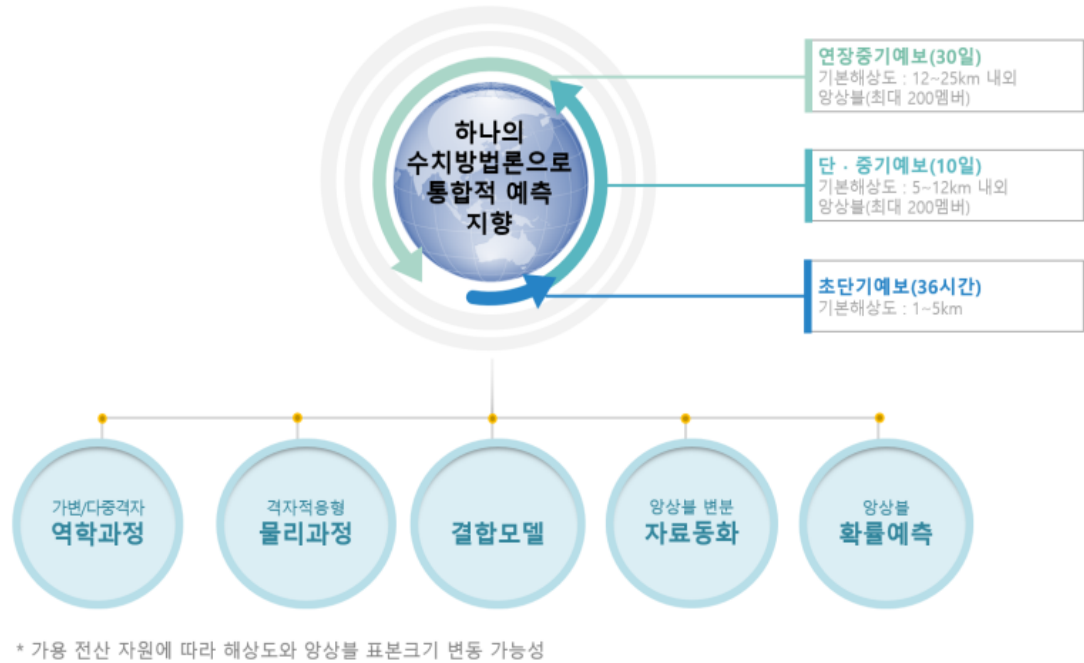 하나의
수치방법론으로
통합적 예측
지향
연장중기예보(30일)
기본해상도 : 12~25km 내외
앙상블(최대 200멤버)
단 · 중기예보(10일)
기본해상도 : 5~12km 내외
앙상블(최대 200멤버)
초단기예보(36시간)
기본해상도 : 1~5km
가변/다중격자
역학과정
격자적응형
물리과정
결합모델
앙상블 변분
자료동화
앙상블
확률예측
* 가용 전산 자원에 따라 해상도와 앙상블 표본크기 변동 가능성